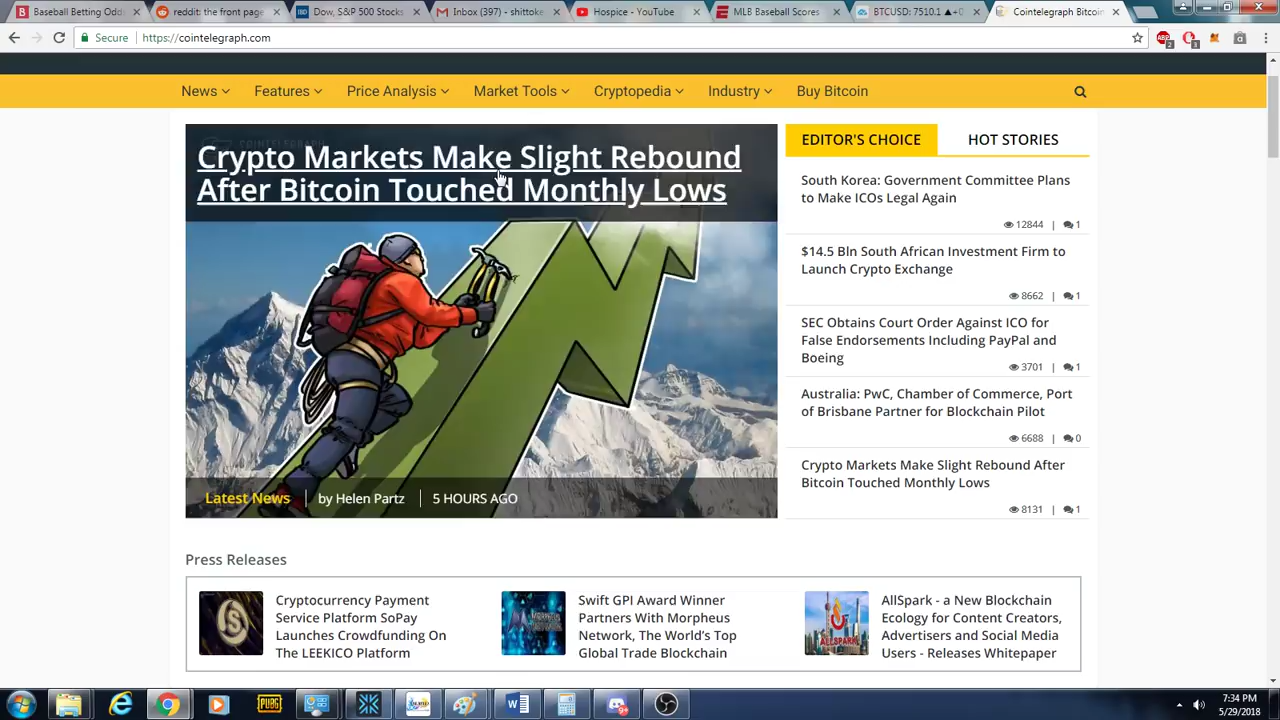 Baseball Betting Odds
reddit: the front page
Dow, S&P 500 Stocks
Inbox (397) - shittoke
Hospice - YouTube
MLB Baseball Scores
BTCUSD: 7510.1 ▲+0
Cointelegraph Bitcoin
Secure
https://cointelegraph.com
News
Features
Price Analysis
Market Tools
Cryptopedia
Industry
Buy Bitcoin
Crypto Markets Make Slight Rebound
After Bitcoin Touched Monthly Lows
Latest News
by Helen Partz
5 HOURS AGO
EDITOR'S CHOICE
HOT STORIES
South Korea: Government Committee Plans
to Make ICOs Legal Again
12844 | 1
$14.5 Bln South African Investment Firm to
Launch Crypto Exchange
8662 | 1
SEC Obtains Court Order Against ICO for
False Endorsements Including PayPal and
Boeing
3701 | 1
Australia: PwC, Chamber of Commerce, Port
of Brisbane Partner for Blockchain Pilot
6688 | 0
Crypto Markets Make Slight Rebound After
Bitcoin Touched Monthly Lows
8131 | 1
Press Releases
Cryptocurrency Payment
Service Platform SoPay
Launches Crowdfunding On
The LEEKICO Platform
Swift GPI Award Winner
Partners With Morpheus
Network, The World's Top
Global Trade Blockchain
ALLSPARK
AllSpark - a New Blockchain
Ecology for Content Creators,
Advertisers and Social Media
Users - Releases Whitepaper
PUBG
7:34 PM
5/29/2018